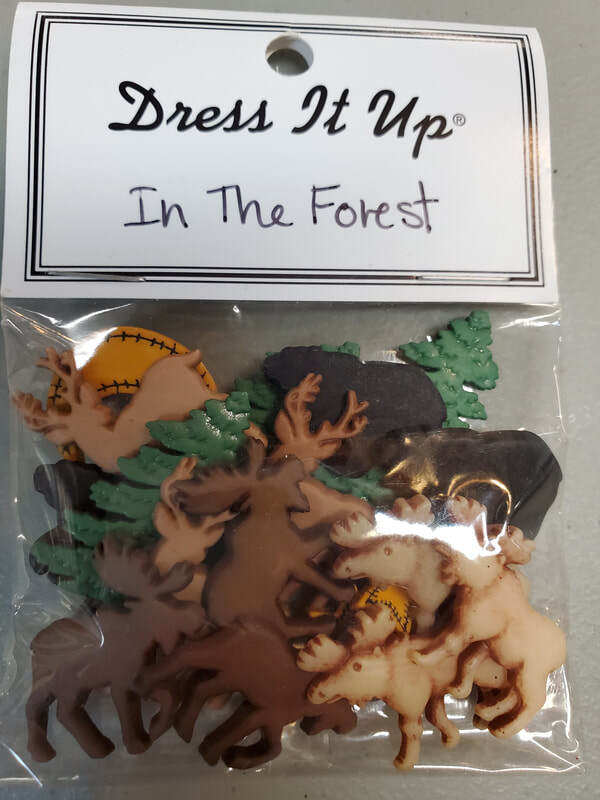 Dress It Up®
In The Forest